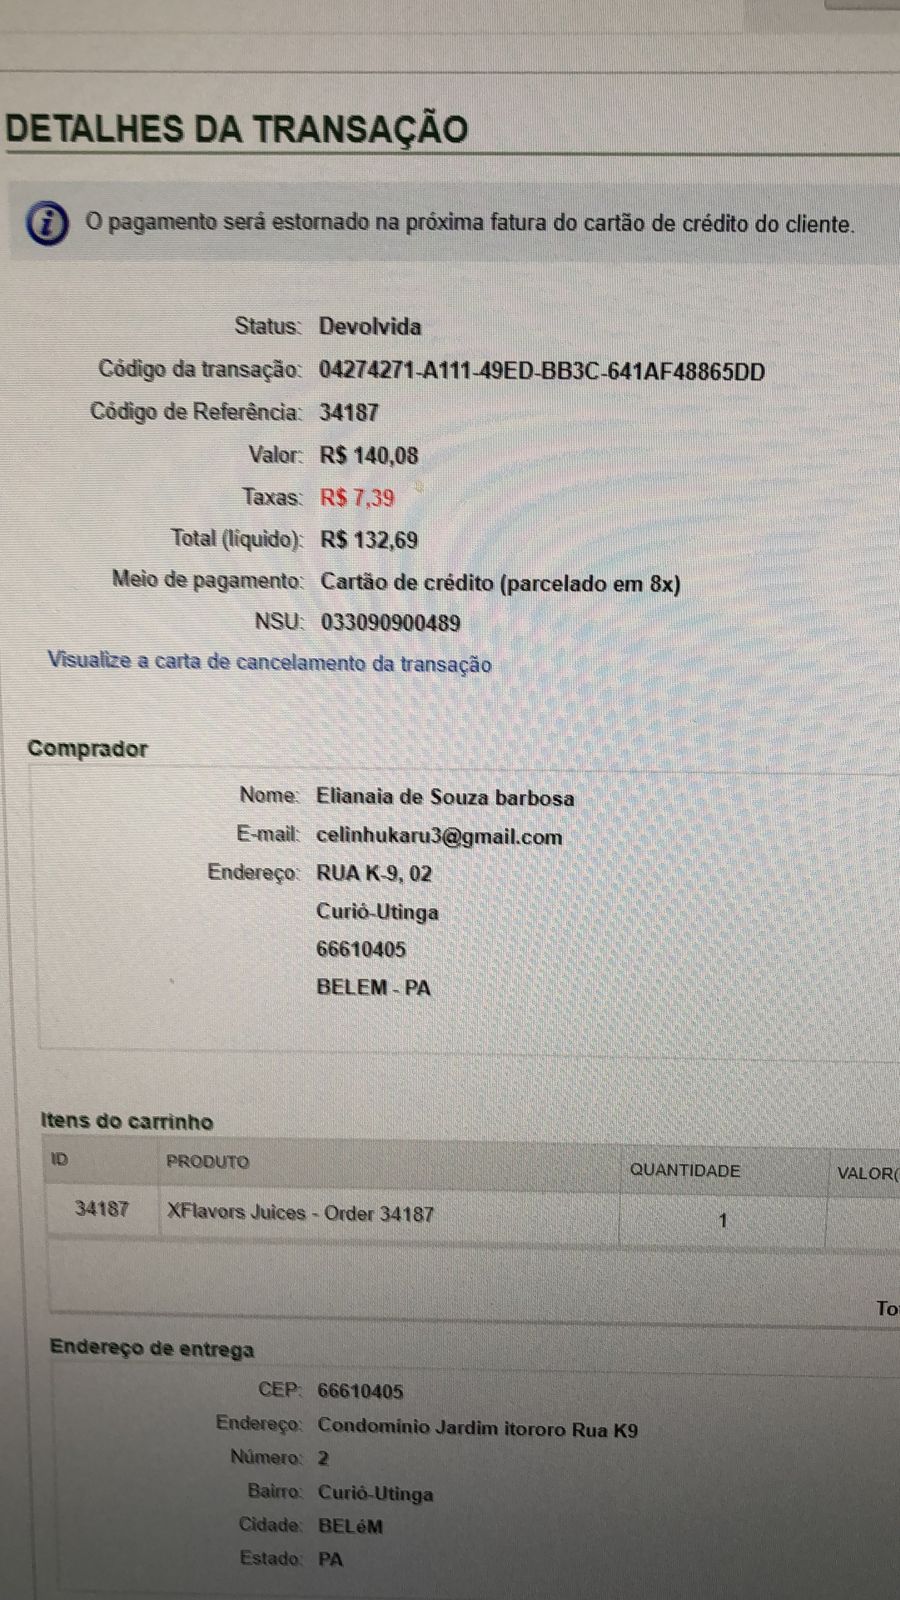 DETALHES DA TRANSAÇÃO
O pagamento será estornado na próxima fatura do cartão de crédito do cliente.
Status: Devolvida
Código da transação: 04274271-A111-49ED-BB3C-641AF48865DD
Código de Referência: 34187
Valor: R$ 140,08
Taxas: R$ 7,39
Total (líquido): R$ 132,69
Meio de pagamento: Cartão de crédito (parcelado em 8x)
NSU: 033090900489
Visualize a carta de cancelamento da transação
Comprador
Nome: Elianaia de Souza barbosa
E-mail: celinhukaru3@gmail.com
Endereço: RUA K-9, 02
Curió-Utinga
66610405
BELEM - PA
Itens do carrinho
ID PRODUTO QUANTIDADE VALOR(
34187 XFlavors Juices - Order 34187 1
To
Endereço de entrega
CEP: 66610405
Endereço: Condomínio Jardim itororo Rua K9
Número: 2
Bairro: Curió-Utinga
Cidade: BELéM
Estado: PA